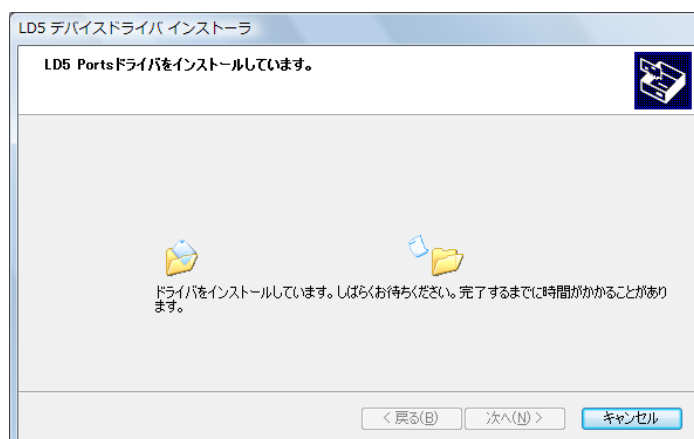 LD5 デバイスドライバ インストーラ
LD5 Portsドライバをインストールしています。
ドライバをインストールしています。しばらくお待ちください。完了するまでに時間がかかることがあり
ます。
< 戻る(B)
次へ(N) >
キャンセル